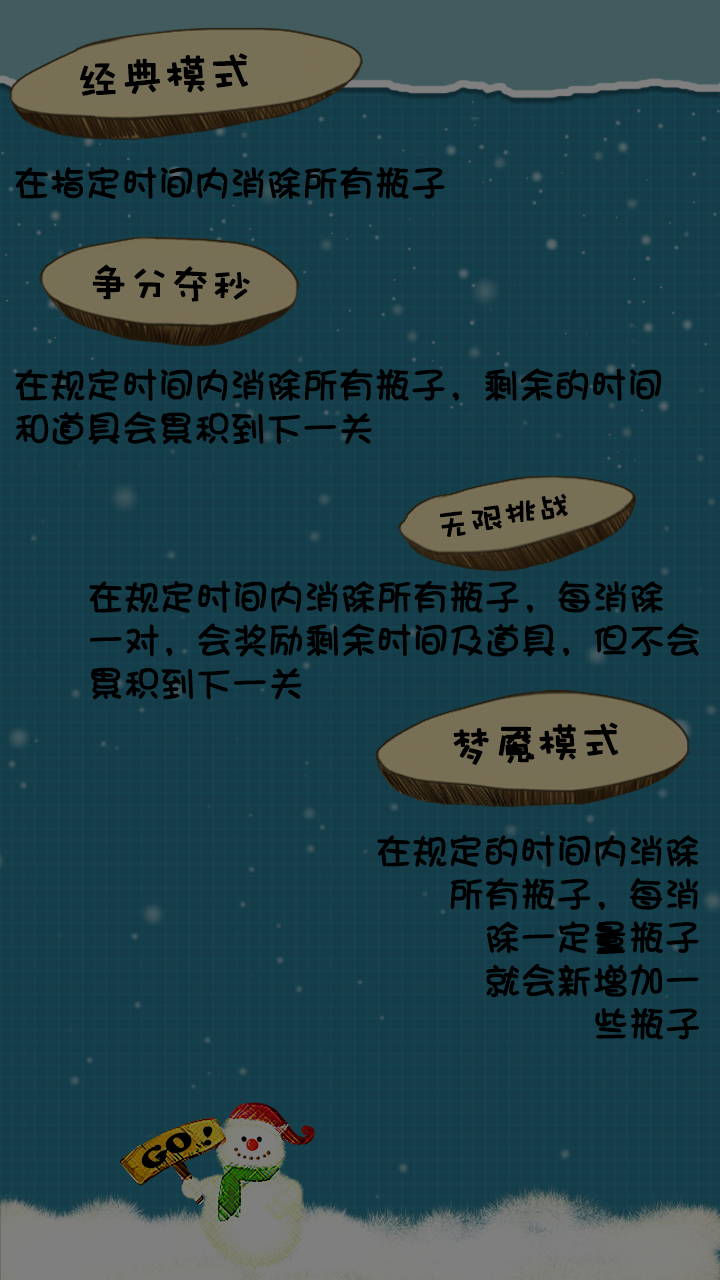 经典模式
在指定时间内消除所有瓶子
争分夺秒
在规定时间内消除所有瓶子，剩余的时间
和道具会累积到下一关
无限挑战
在规定时间内消除所有瓶子，每消除
一对，会奖励剩余时间及道具，但不会
累积到下一关
梦魇模式
在规定的时间内消除
所有瓶子，每消
除一定量瓶子
就会新增加一
些瓶子
GO!